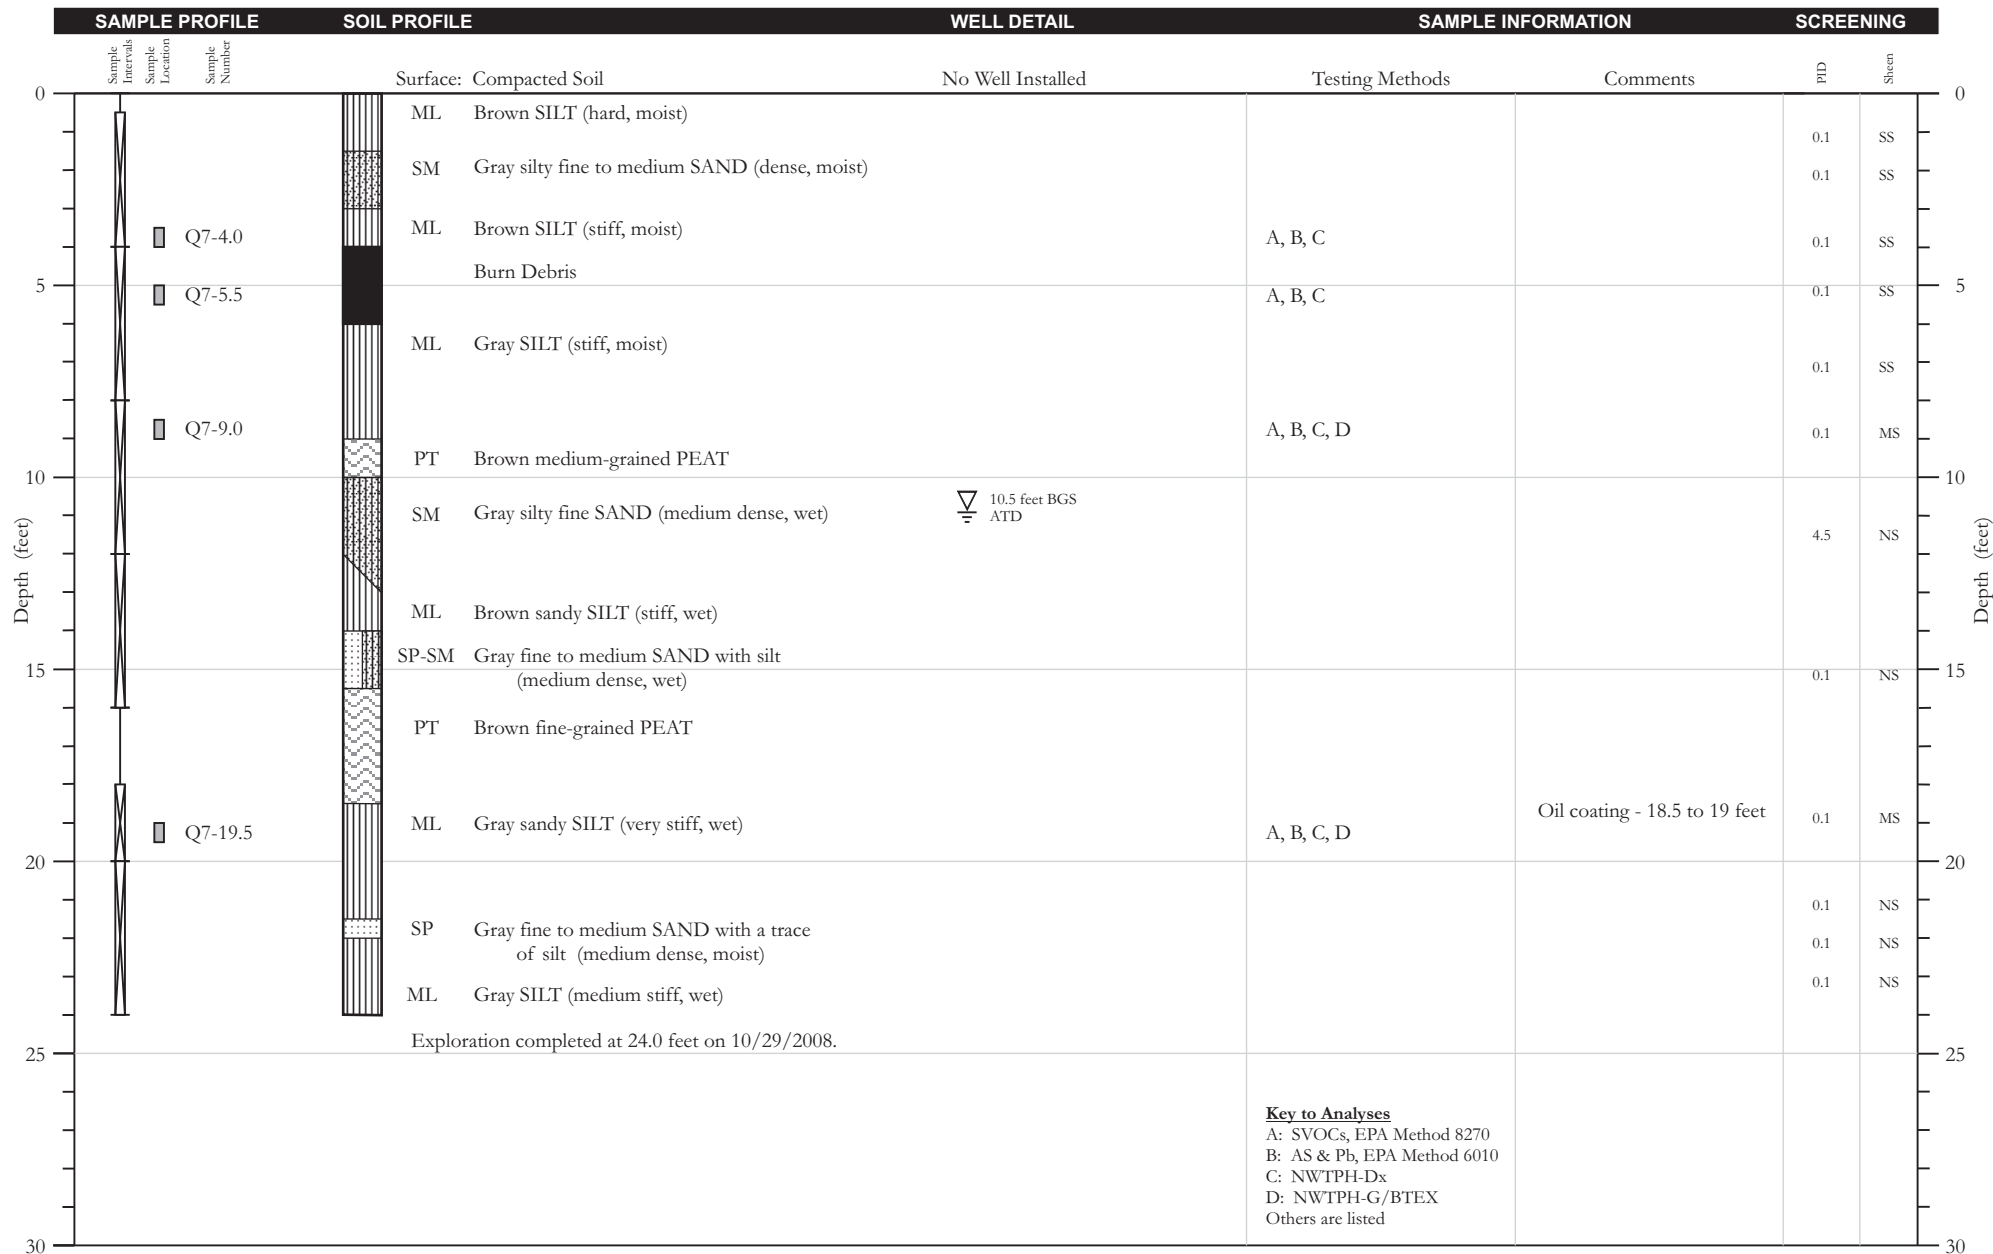 SAMPLE PROFILE SOIL PROFILE WELL DETAIL SAMPLE INFORMATION SCREENING
Sample Intervals
Sample Location
Sample Number
Surface: Compacted Soil No Well Installed Testing Methods Comments PID Sheen
0 ML Brown SILT (hard, moist) 0
0.1 SS
SM Gray silty fine to medium SAND (dense, moist) 0.1 SS
Q7-4.0 ML Brown SILT (stiff, moist) A, B, C 0.1 SS
Burn Debris
5 Q7-5.5 A, B, C 0.1 SS 5
ML Gray SILT (stiff, moist)
0.1 SS
Q7-9.0 A, B, C, D 0.1 MS
PT Brown medium-grained PEAT
10 10
SM Gray silty fine SAND (medium dense, wet) 10.5 feet BGS
ATD
4.5 NS
Depth (feet) Depth (feet)
ML Brown sandy SILT (stiff, wet)
SP-SM Gray fine to medium SAND with silt
15 (medium dense, wet) 0.1 NS 15
PT Brown fine-grained PEAT
Oil coating - 18.5 to 19 feet 0.1 MS
Q7-19.5 ML Gray sandy SILT (very stiff, wet) A, B, C, D
20 20
0.1 NS
SP Gray fine to medium SAND with a trace
of silt (medium dense, moist) 0.1 NS
0.1 NS
ML Gray SILT (medium stiff, wet)
Exploration completed at 24.0 feet on 10/29/2008.
25 25
Key to Analyses
A: SVOCs, EPA Method 8270
B: AS & Pb, EPA Method 6010
C: NWTPH-Dx
D: NWTPH-G/BTEX
Others are listed
30 30